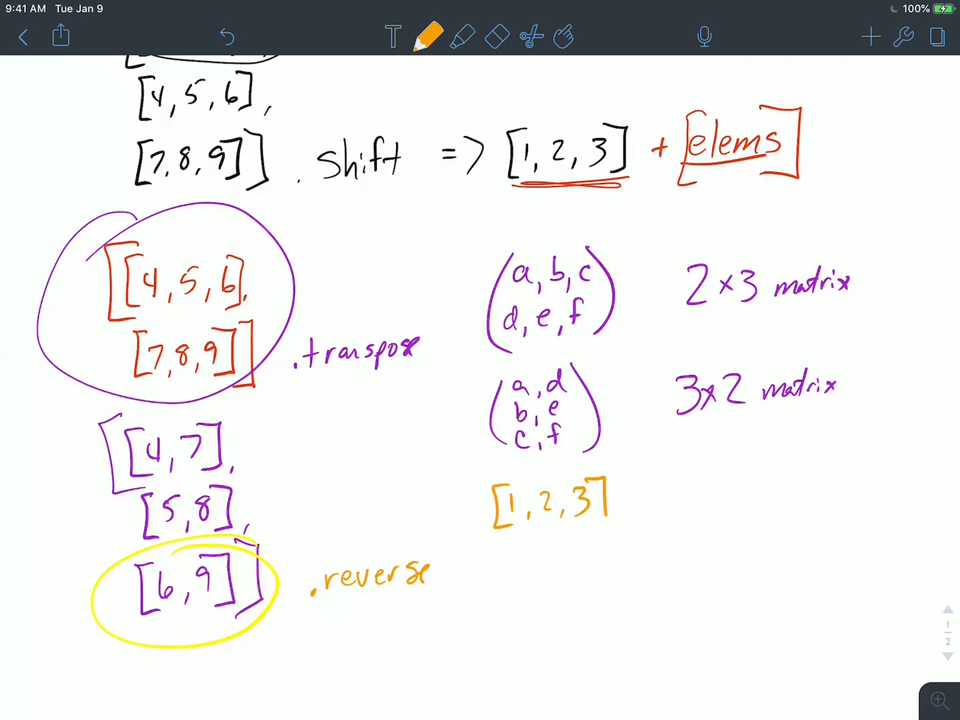 9:41 AM Tue Jan 9
100%
[4, 5, 6],
[7, 8, 9]] .shift => [1, 2, 3] + [elems]
[[4, 5, 6],
[7, 8, 9]] .transpose
(a, b, c
d, e, f)
2 × 3 matrix
(a, d
b, e
c, f)
3 x 2 matrix
[[4, 7],
[5, 8],
[6, 9]] .reverse
[1, 2, 3]
1
2